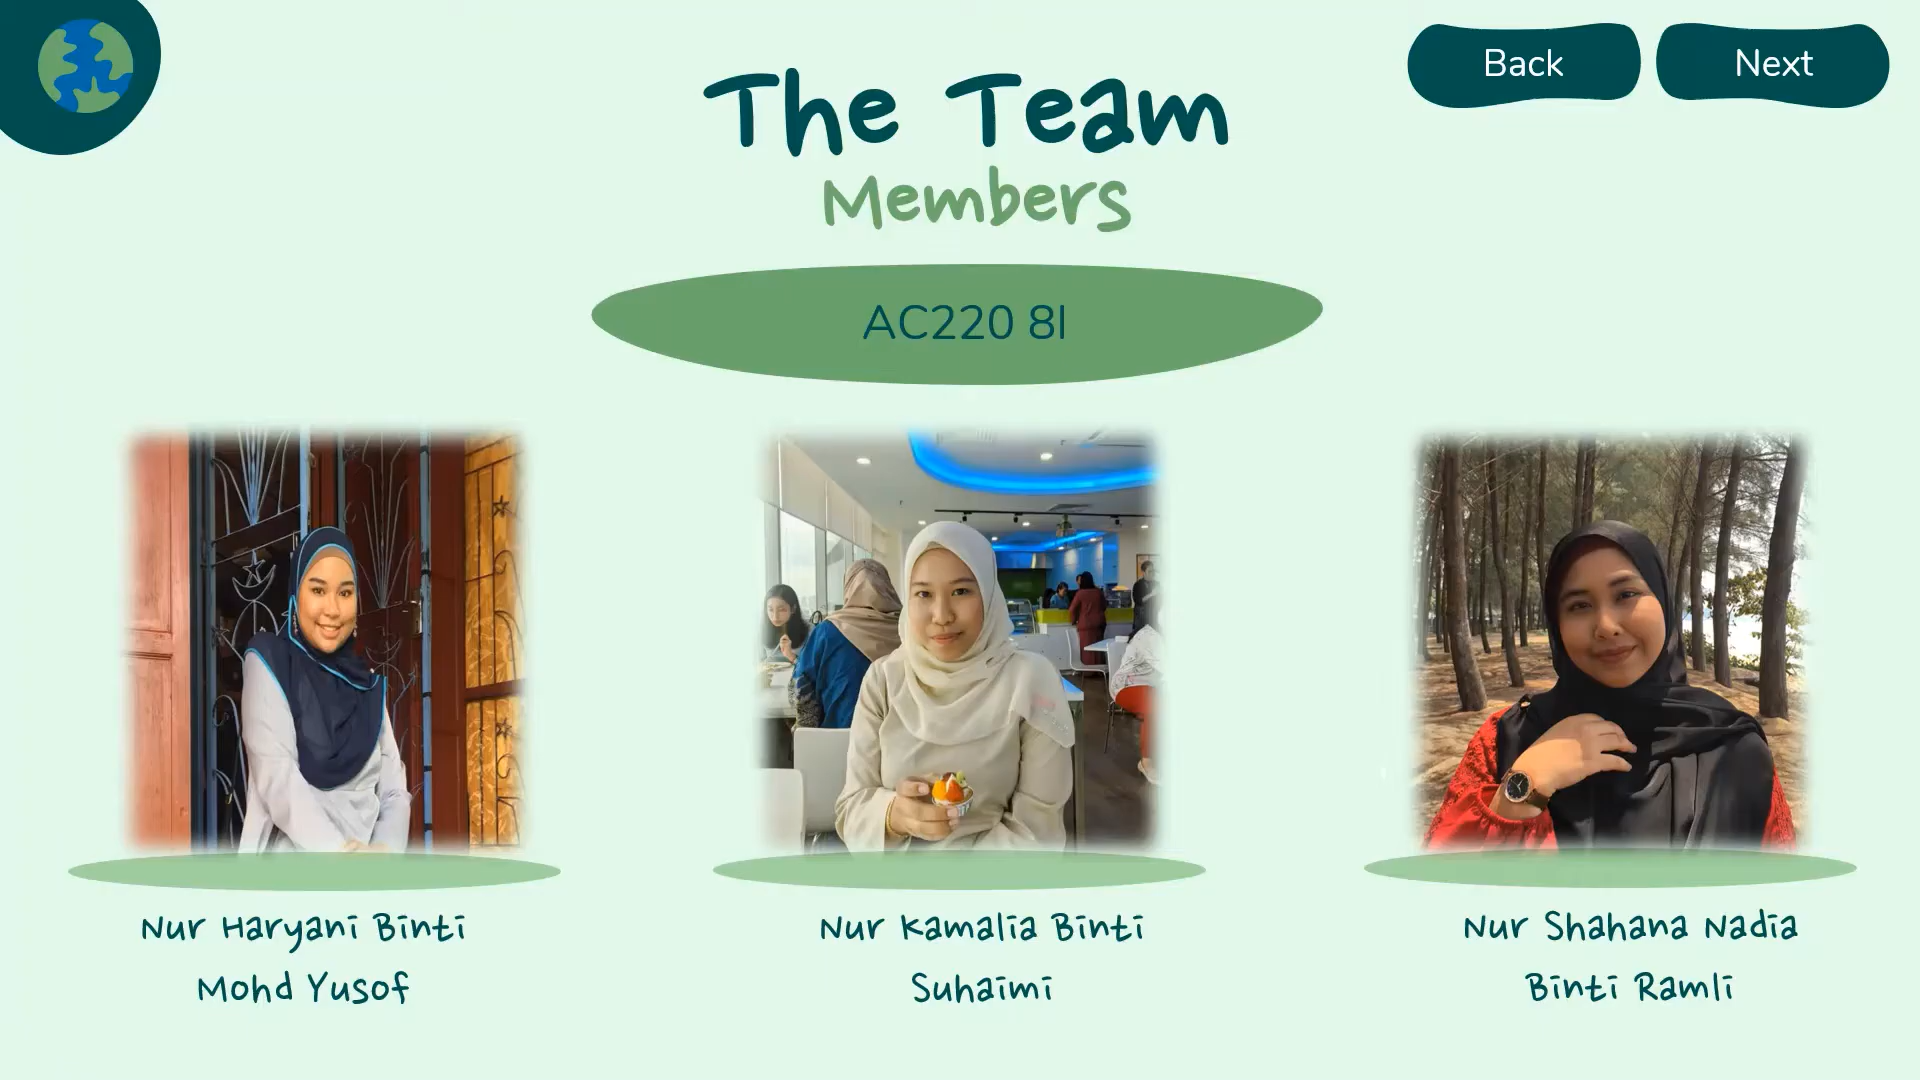 Back
Next
The Team
Members
AC220 8I
Nur Haryani Binti
Mohd Yusof
Nur Kamalia Binti
Suhaimi
Nur Shahana Nadia
Binti Ramli